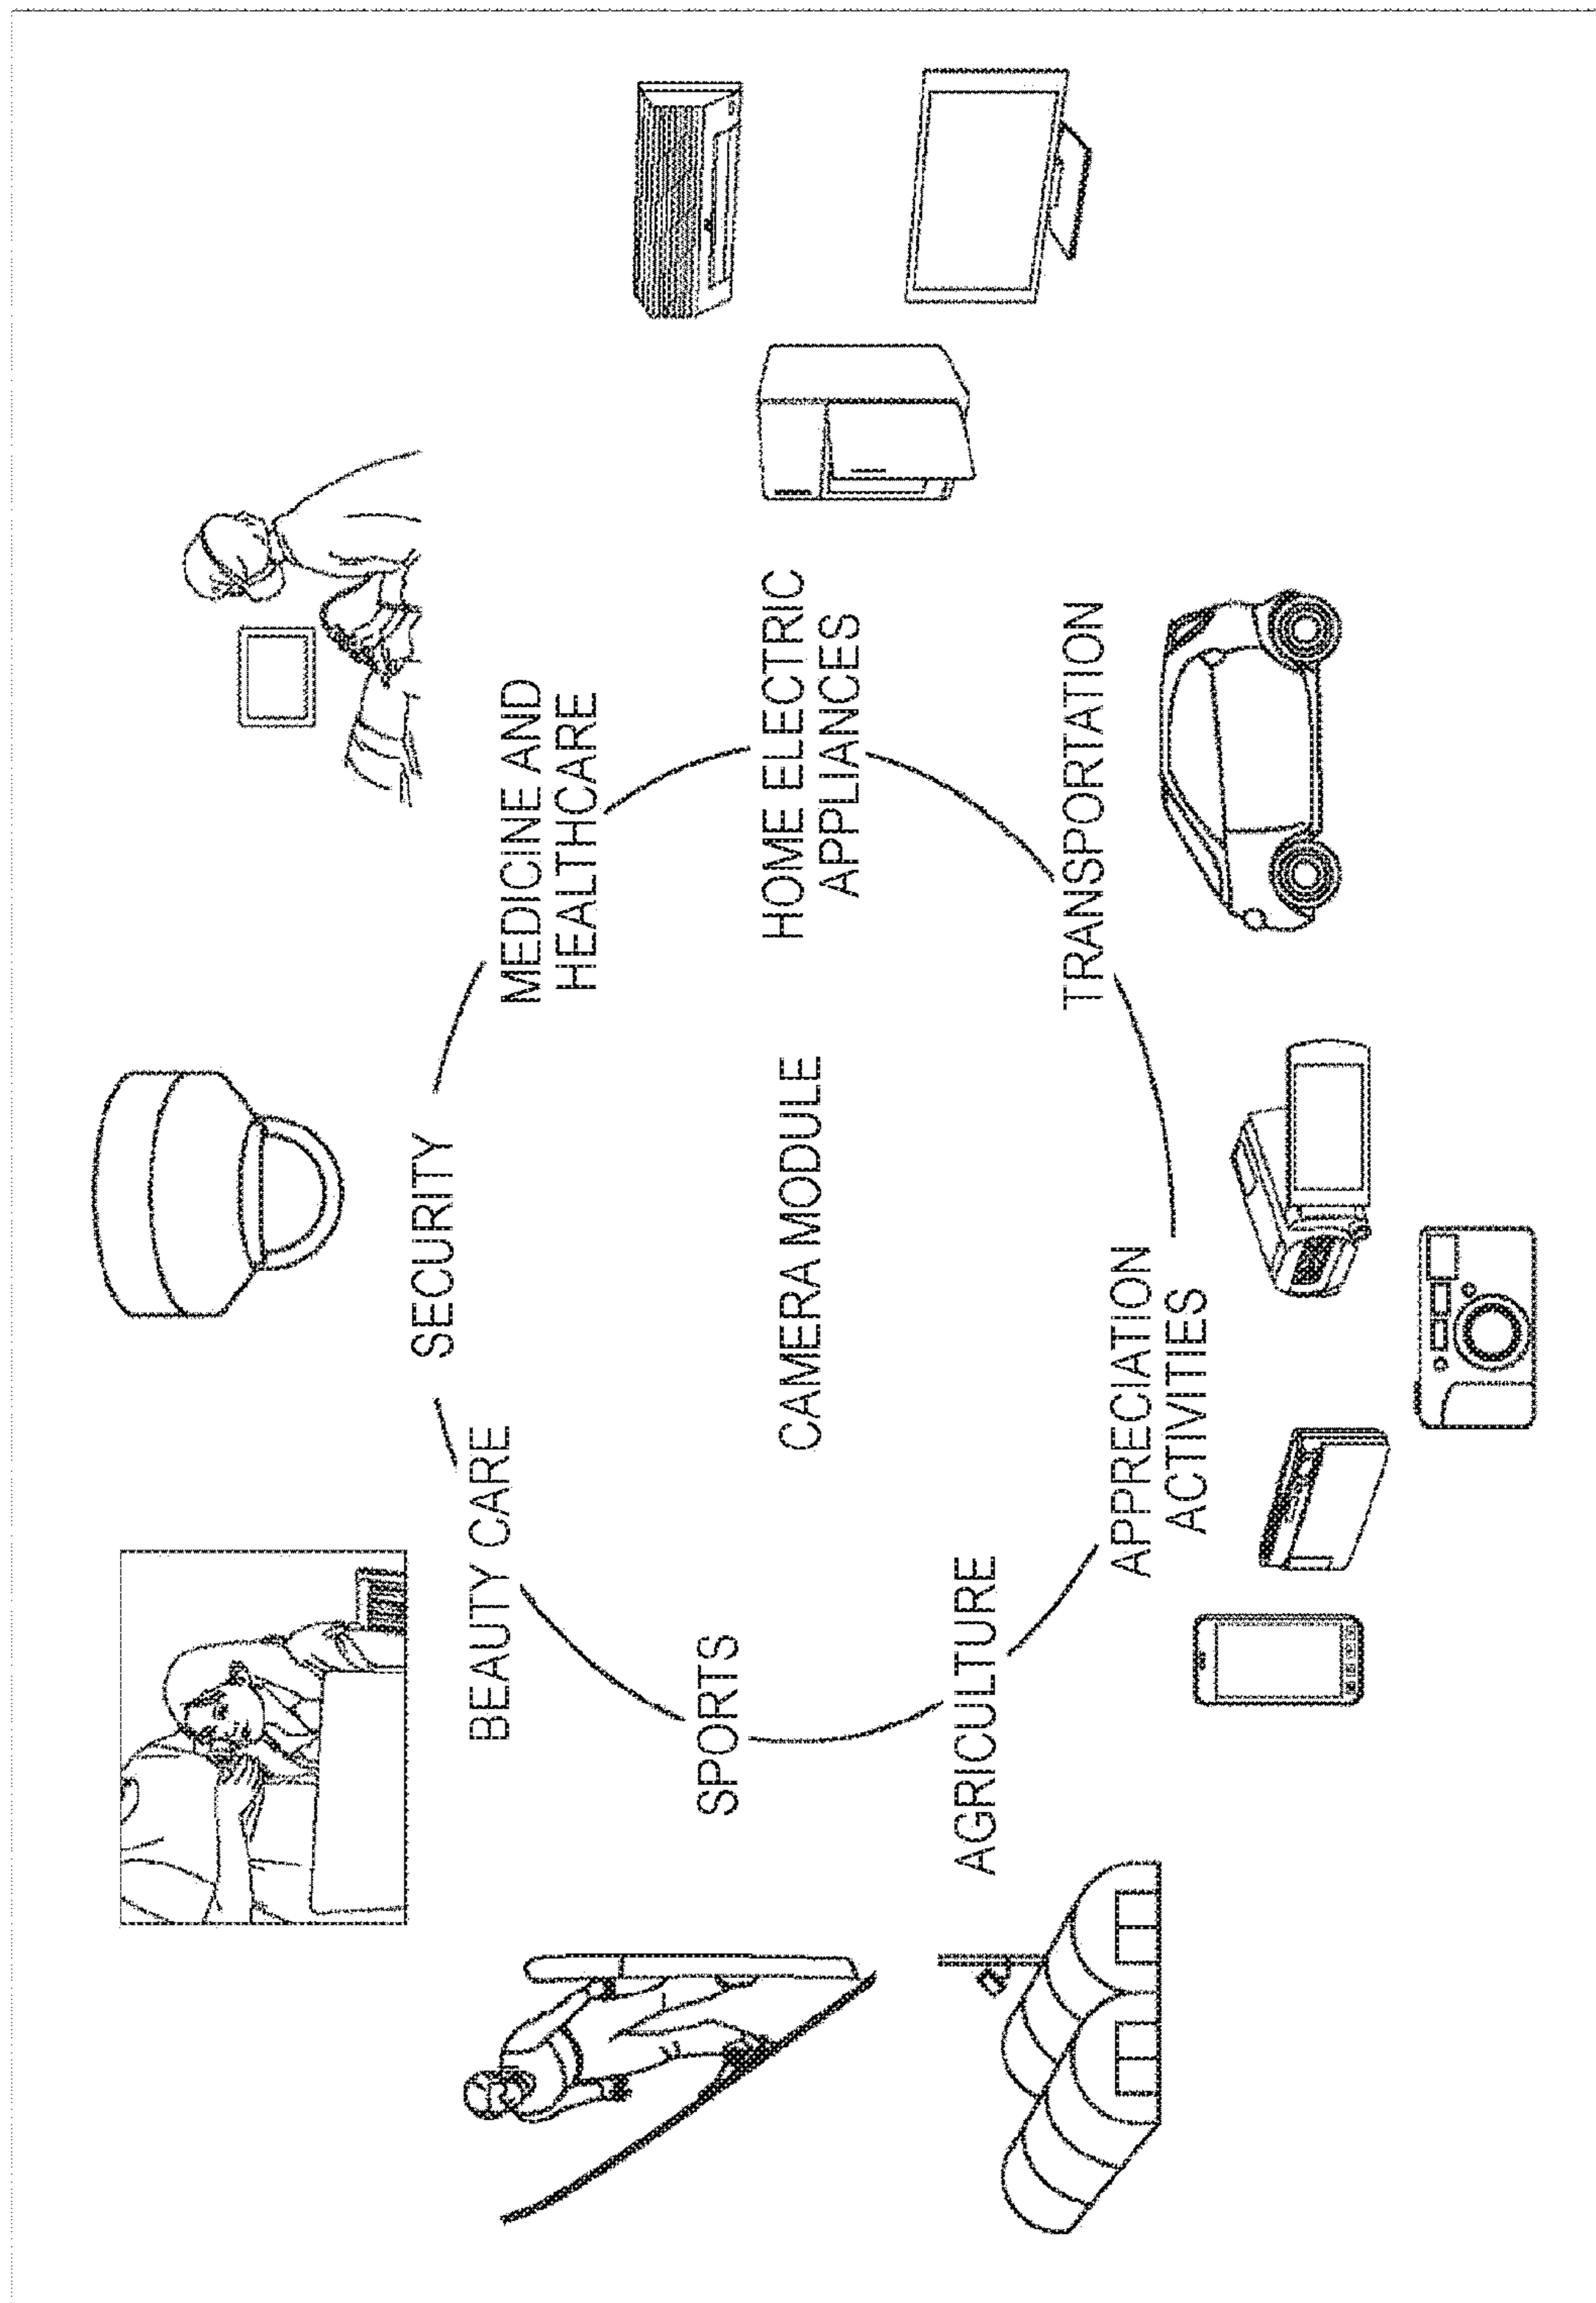 SECURITY
BEAUTY CARE
MEDICINE AND
HEALTHCARE
SPORTS
CAMERA MODULE
HOME ELECTRIC
APPLIANCES
AGRICULTURE
TRANSPORTATION
APPRECIATION
ACTIVITIES